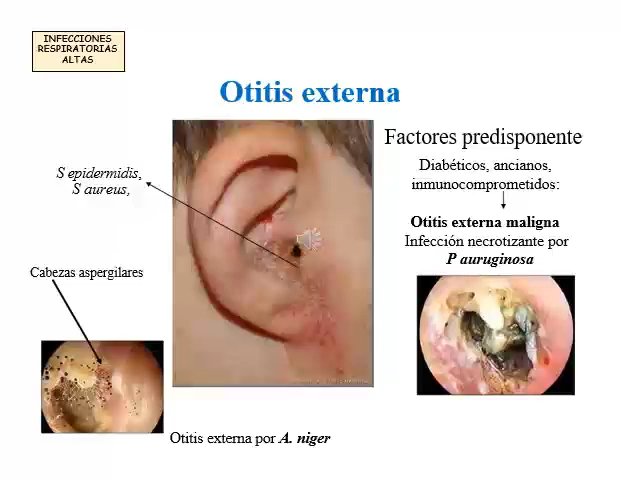 INFECCIONES
RESPIRATORIAS
ALTAS
Otitis externa
Factores predisponente
Diabéticos, ancianos,
inmunocomprometidos:
S epidermidis,
S aureus,
Otitis externa maligna
Infección necrotizante por
P auruginosa
Cabezas aspergilares
Otitis externa por A. niger